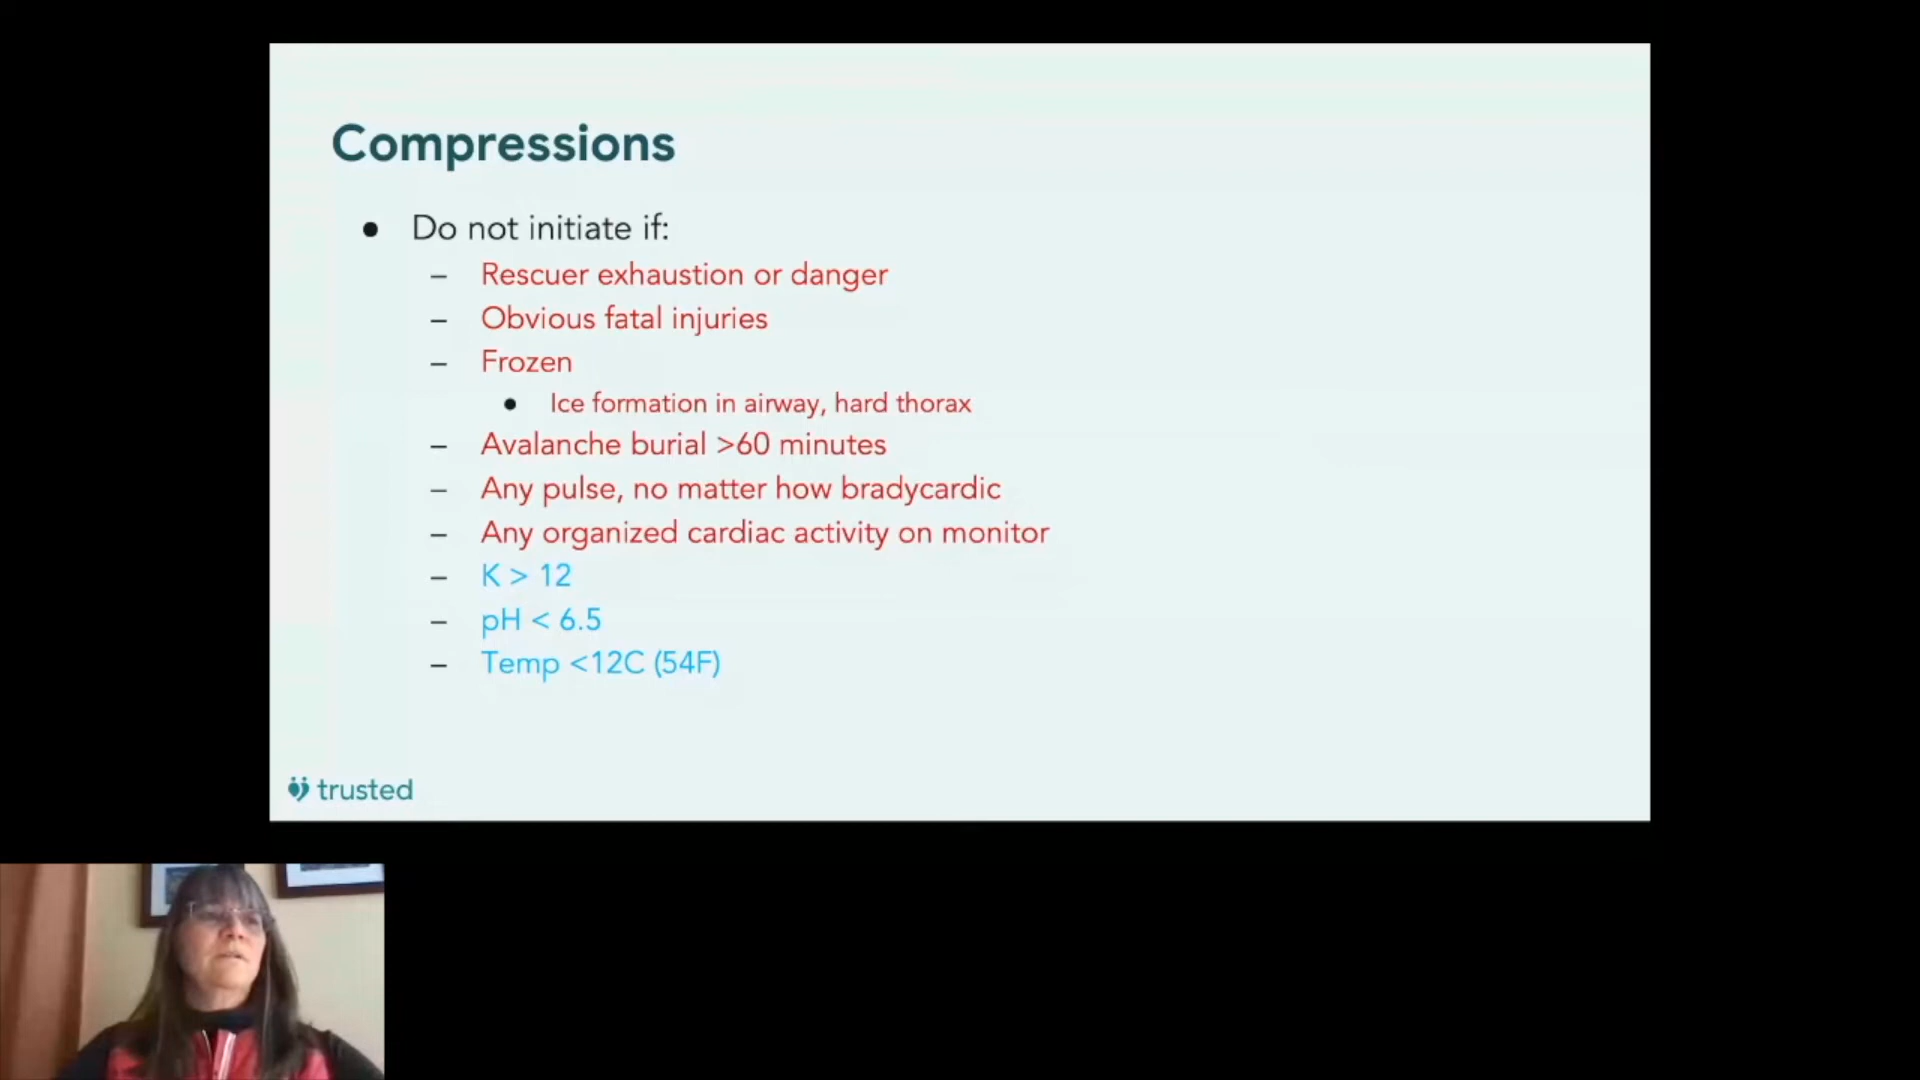 Compressions
● Do not initiate if:
– Rescuer exhaustion or danger
– Obvious fatal injuries
– Frozen
● Ice formation in airway, hard thorax
– Avalanche burial >60 minutes
– Any pulse, no matter how bradycardic
– Any organized cardiac activity on monitor
– K > 12
– pH < 6.5
– Temp <12C (54F)
trusted